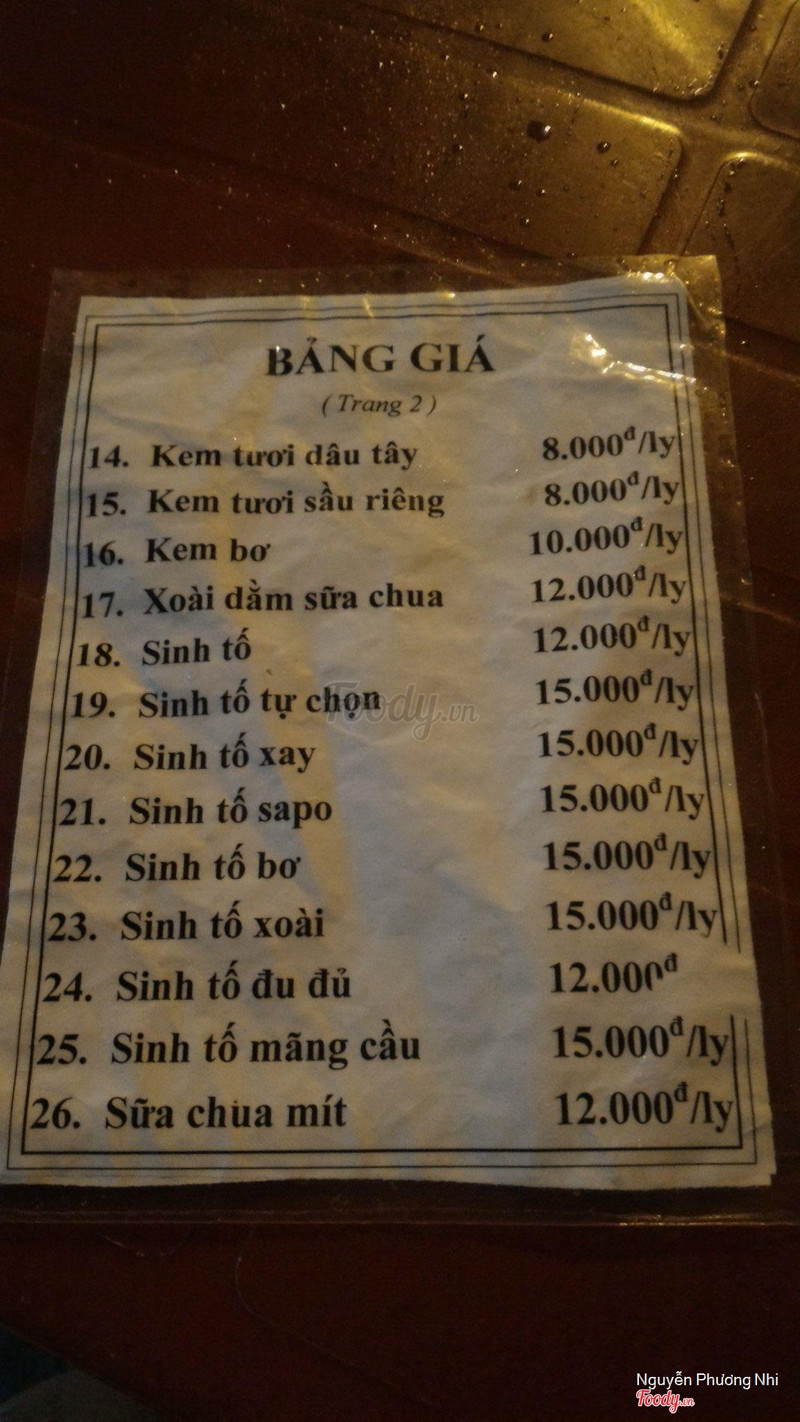 BẢNG GIÁ
( Trang 2 )
14. Kem tươi dâu tây 8.000đ/ly
15. Kem tươi sầu riêng 8.000đ/ly
16. Kem bơ 10.000đ/ly
17. Xoài dằm sữa chua 12.000đ/ly
18. Sinh tố 12.000đ/ly
19. Sinh tố tự chọn 15.000đ/ly
Foody.vn
20. Sinh tố xay 15.000đ/ly
21. Sinh tố sapo 15.000đ/ly
22. Sinh tố bơ 15.000đ/ly
23. Sinh tố xoài 15.000đ/ly
24. Sinh tố đu đủ 12.000đ
25. Sinh tố mãng cầu 15.000đ/ly
26. Sữa chua mít 12.000đ/ly
Nguyễn Phương Nhi
Foody.vn